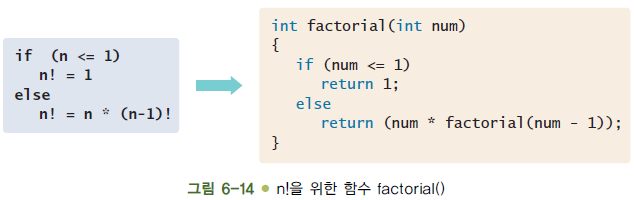 if (n <= 1)
n! = 1
else
n! = n * (n-1)!
int factorial(int num)
{
if (num <= 1)
return 1;
else
return (num * factorial(num - 1));
}
그림 6-14 ● n!을 위한 함수 factorial()